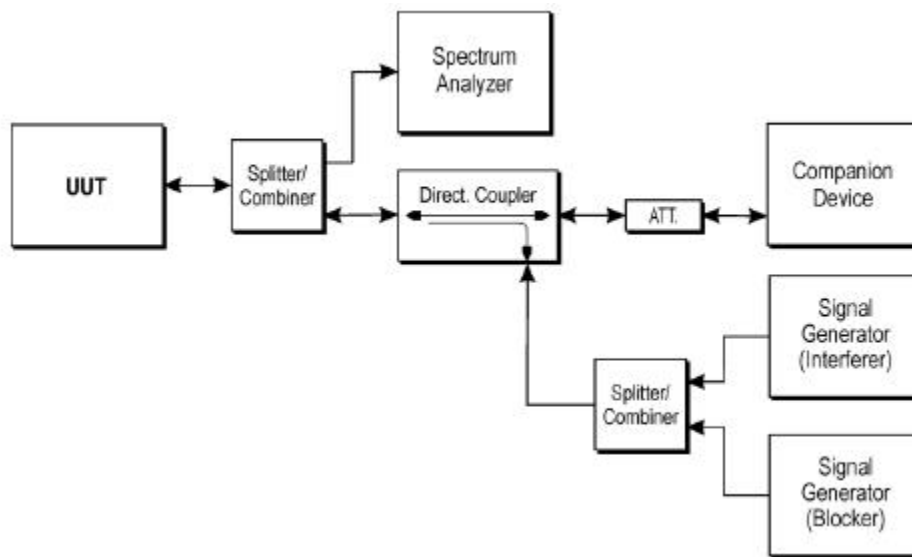 Spectrum
Analyzer
UUT
Splitter/
Combiner
Direct. Coupler
ATT.
Companion
Device
Signal
Generator
(Interferer)
Splitter/
Combiner
Signal
Generator
(Blocker)